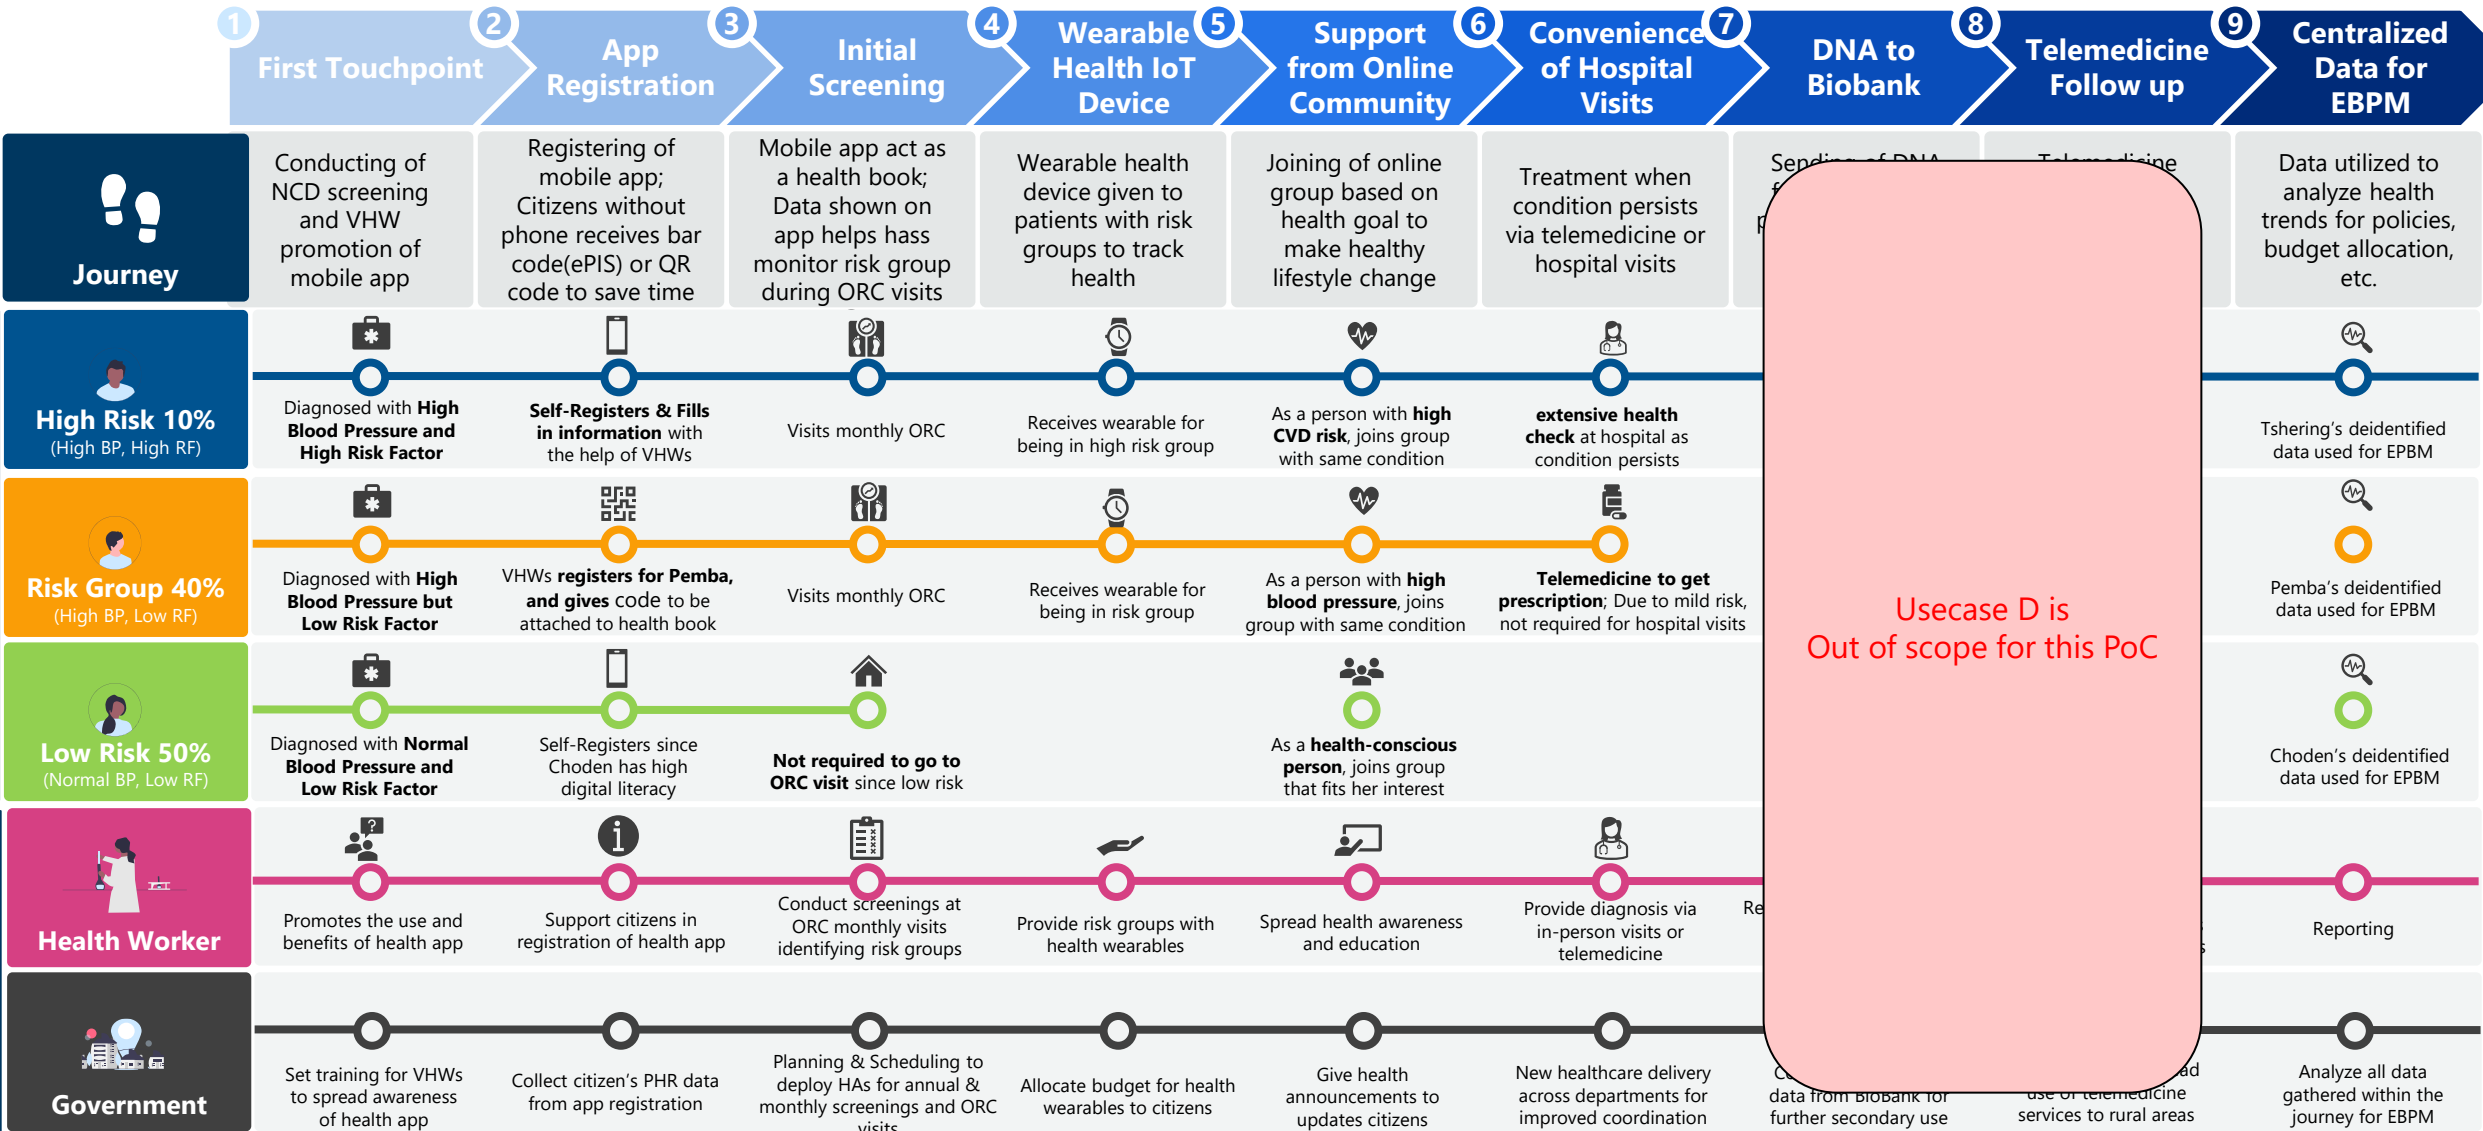 1
First Touchpoint
2
App
Registration
3
Initial
Screening
4
Wearable
Health IoT
Device
5
Support
from Online
Community
6
Convenience
of Hospital
Visits
7
DNA to
Biobank
8
Telemedicine
Follow up
9
Centralized
Data for
EBPM
Journey
Conducting of
NCD screening
and VHW
promotion of
mobile app
Registering of
mobile app;
Citizens without
phone receives bar
code(ePIS) or QR
code to save time
Mobile app act as
a health book;
Data shown on
app helps hass
monitor risk group
during ORC visits
Wearable health
device given to
patients with risk
groups to track
health
Joining of online
group based on
health goal to
make healthy
lifestyle change
Treatment when
condition persists
via telemedicine or
hospital visits
Sending of DNA
Telemedicine
Data utilized to
analyze health
trends for policies,
budget allocation,
etc.
High Risk 10%
(High BP, High RF)
Diagnosed with High
Blood Pressure and
High Risk Factor
Self-Registers & Fills
in information with
the help of VHWs
Visits monthly ORC
Receives wearable for
being in high risk group
As a person with high
CVD risk, joins group
with same condition
extensive health
check at hospital as
condition persists
Tshering's deidentified
data used for EPBM
Risk Group 40%
(High BP, Low RF)
Diagnosed with High
Blood Pressure but
Low Risk Factor
VHWs registers for Pemba,
and gives code to be
attached to health book
Visits monthly ORC
Receives wearable for
being in risk group
As a person with high
blood pressure, joins
group with same condition
Telemedicine to get
prescription; Due to mild risk,
not required for hospital visits
Pemba's deidentified
data used for EPBM
Usecase D is
Out of scope for this PoC
Low Risk 50%
(Normal BP, Low RF)
Diagnosed with Normal
Blood Pressure and
Low Risk Factor
Self-Registers since
Choden has high
digital literacy
Not required to go to
ORC visit since low risk
As a health-conscious
person, joins group
that fits her interest
Choden's deidentified
data used for EPBM
Health Worker
Promotes the use and
benefits of health app
Support citizens in
registration of health app
Conduct screenings at
ORC monthly visits
identifying risk groups
Provide risk groups with
health wearables
Spread health awareness
and education
Provide diagnosis via
in-person visits or
telemedicine
Reporting
Government
Set training for VHWs
to spread awareness
of health app
Collect citizen's PHR data
from app registration
Planning & Scheduling to
deploy HAs for annual &
monthly screenings and ORC
visits
Allocate budget for health
wearables to citizens
Give health
announcements to
updates citizens
New healthcare delivery
across departments for
improved coordination
data from BioBank for
further secondary use
use of telemedicine
services to rural areas
Analyze all data
gathered within the
journey for EBPM